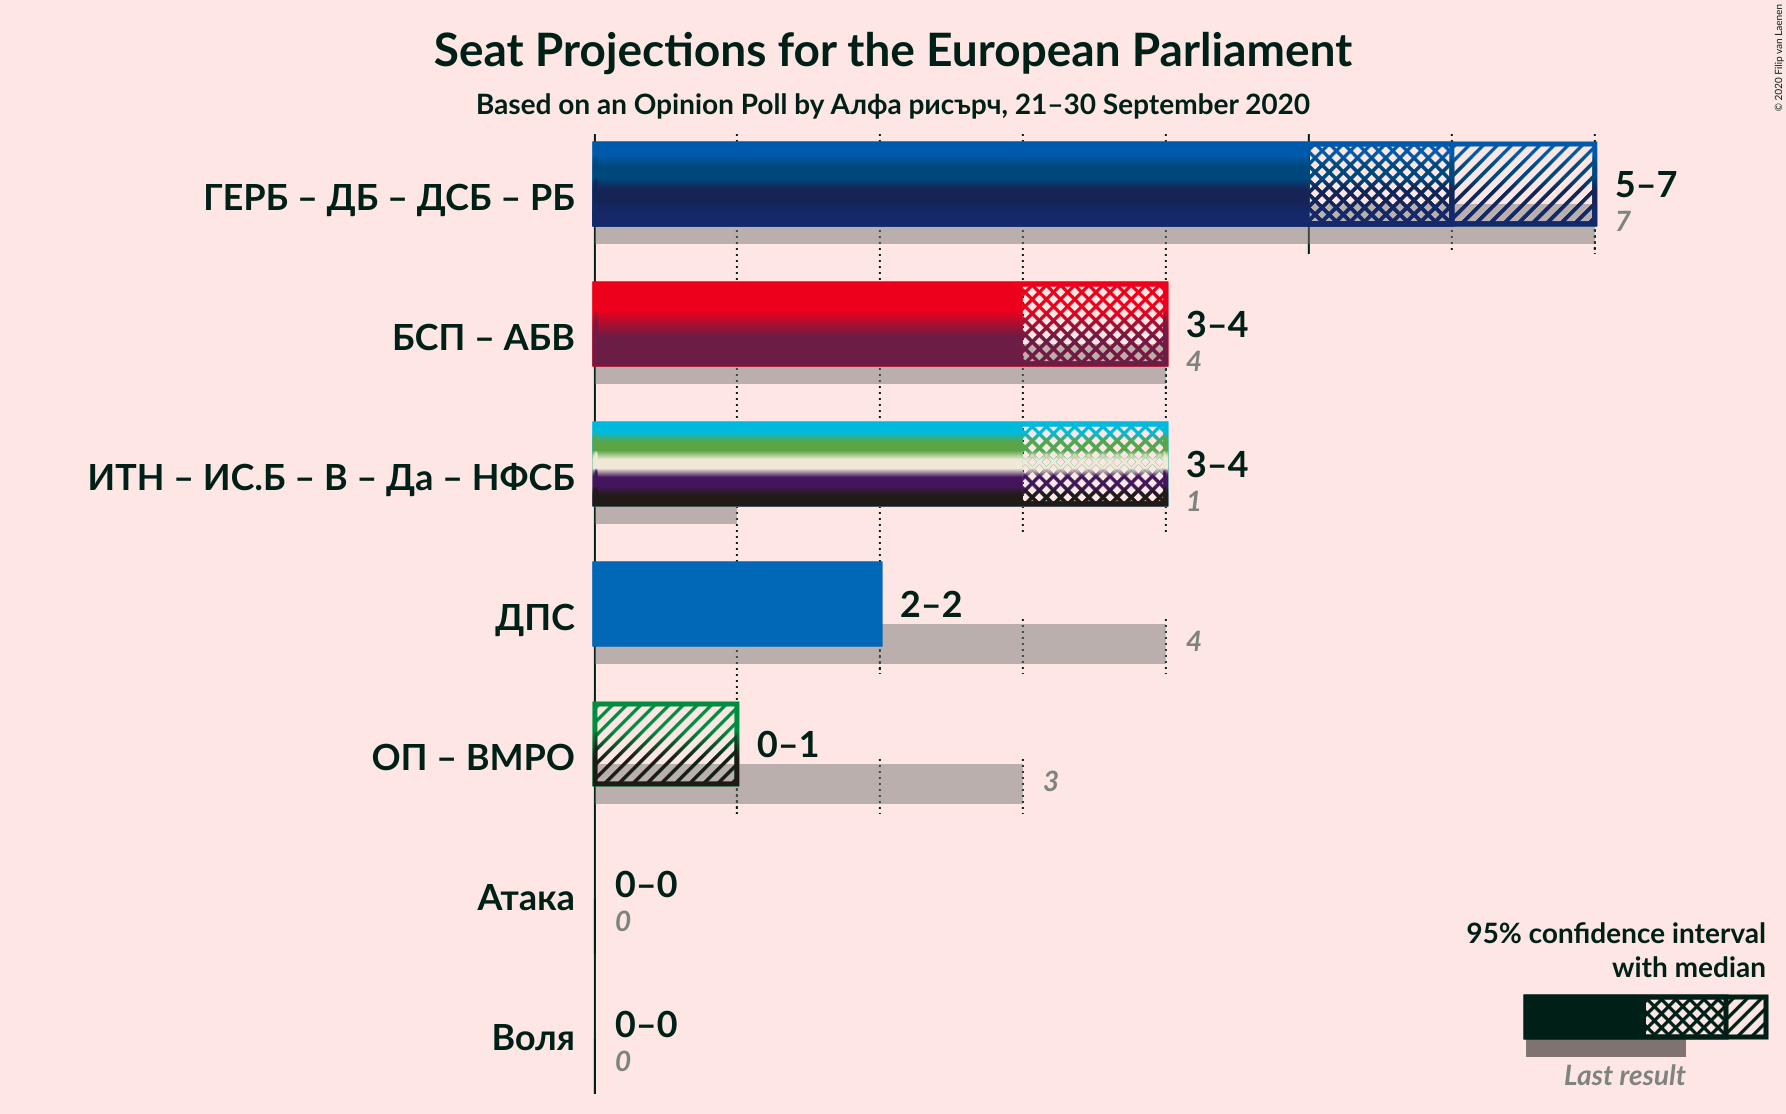 Seat Projections for the European Parliament
Based on an Opinion Poll by Алфа рисърч, 21–30 September 2020
© 2020 Filip van Laenen
ГЕРБ – ДБ – ДСБ – РБ
5–7
7
БСП – АБВ
3–4
4
ИТН – ИС.Б – В – Да – НФСБ
3–4
1
ДПС
2–2
4
ОП – ВМРО
0–1
3
Атака
0–0
0
Воля
0–0
0
95% confidence interval
with median
Last result